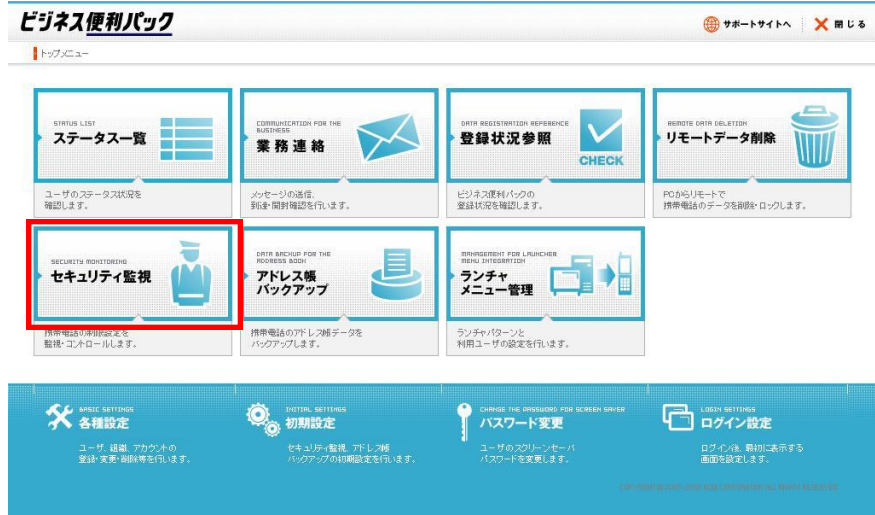 ビジネス便利パック
サポートサイトへ
閉じる
トップメニュー
STATUS LIST
ステータス一覧
ユーザのステータス状況を
確認します。
COMMUNICATION FOR THE
BUSINESS
業務連絡
メッセージの送信、
到達・開封確認を行います。
DATA REGISTRATION REFERENCE
登録状況参照
CHECK
ビジネス便利パックの
登録状況を確認します。
REMOTE DATA DELETION
リモートデータ削除
PCからリモートで
携帯電話のデータを削除・ロックします。
SECURITY MONITORING
セキュリティ監視
携帯電話の制限設定を
監視・コントロールします。
DATA BACKUP FOR THE
ADDRESS BOOK
アドレス帳
バックアップ
携帯電話のアドレス帳データを
バックアップします。
MANAGEMENT FOR LAUNCHER
MENU INTEGRATION
ランチャ
メニュー管理
ランチャパターンと
利用ユーザの設定を行います。
BASIC SETTINGS
各種設定
ユーザ、組織、アカウントの
登録・変更・削除等を行います。
INITIAL SETTINGS
初期設定
セキュリティ監視、アドレス帳
バックアップの初期設定を行います。
CHANGE THE PASSWORD FOR SCREEN SAVER
パスワード変更
ユーザのスクリーンセーバ
パスワードを変更します。
LOGIN SETTINGS
ログイン設定
ログイン後、最初に表示する
画面を設定します。